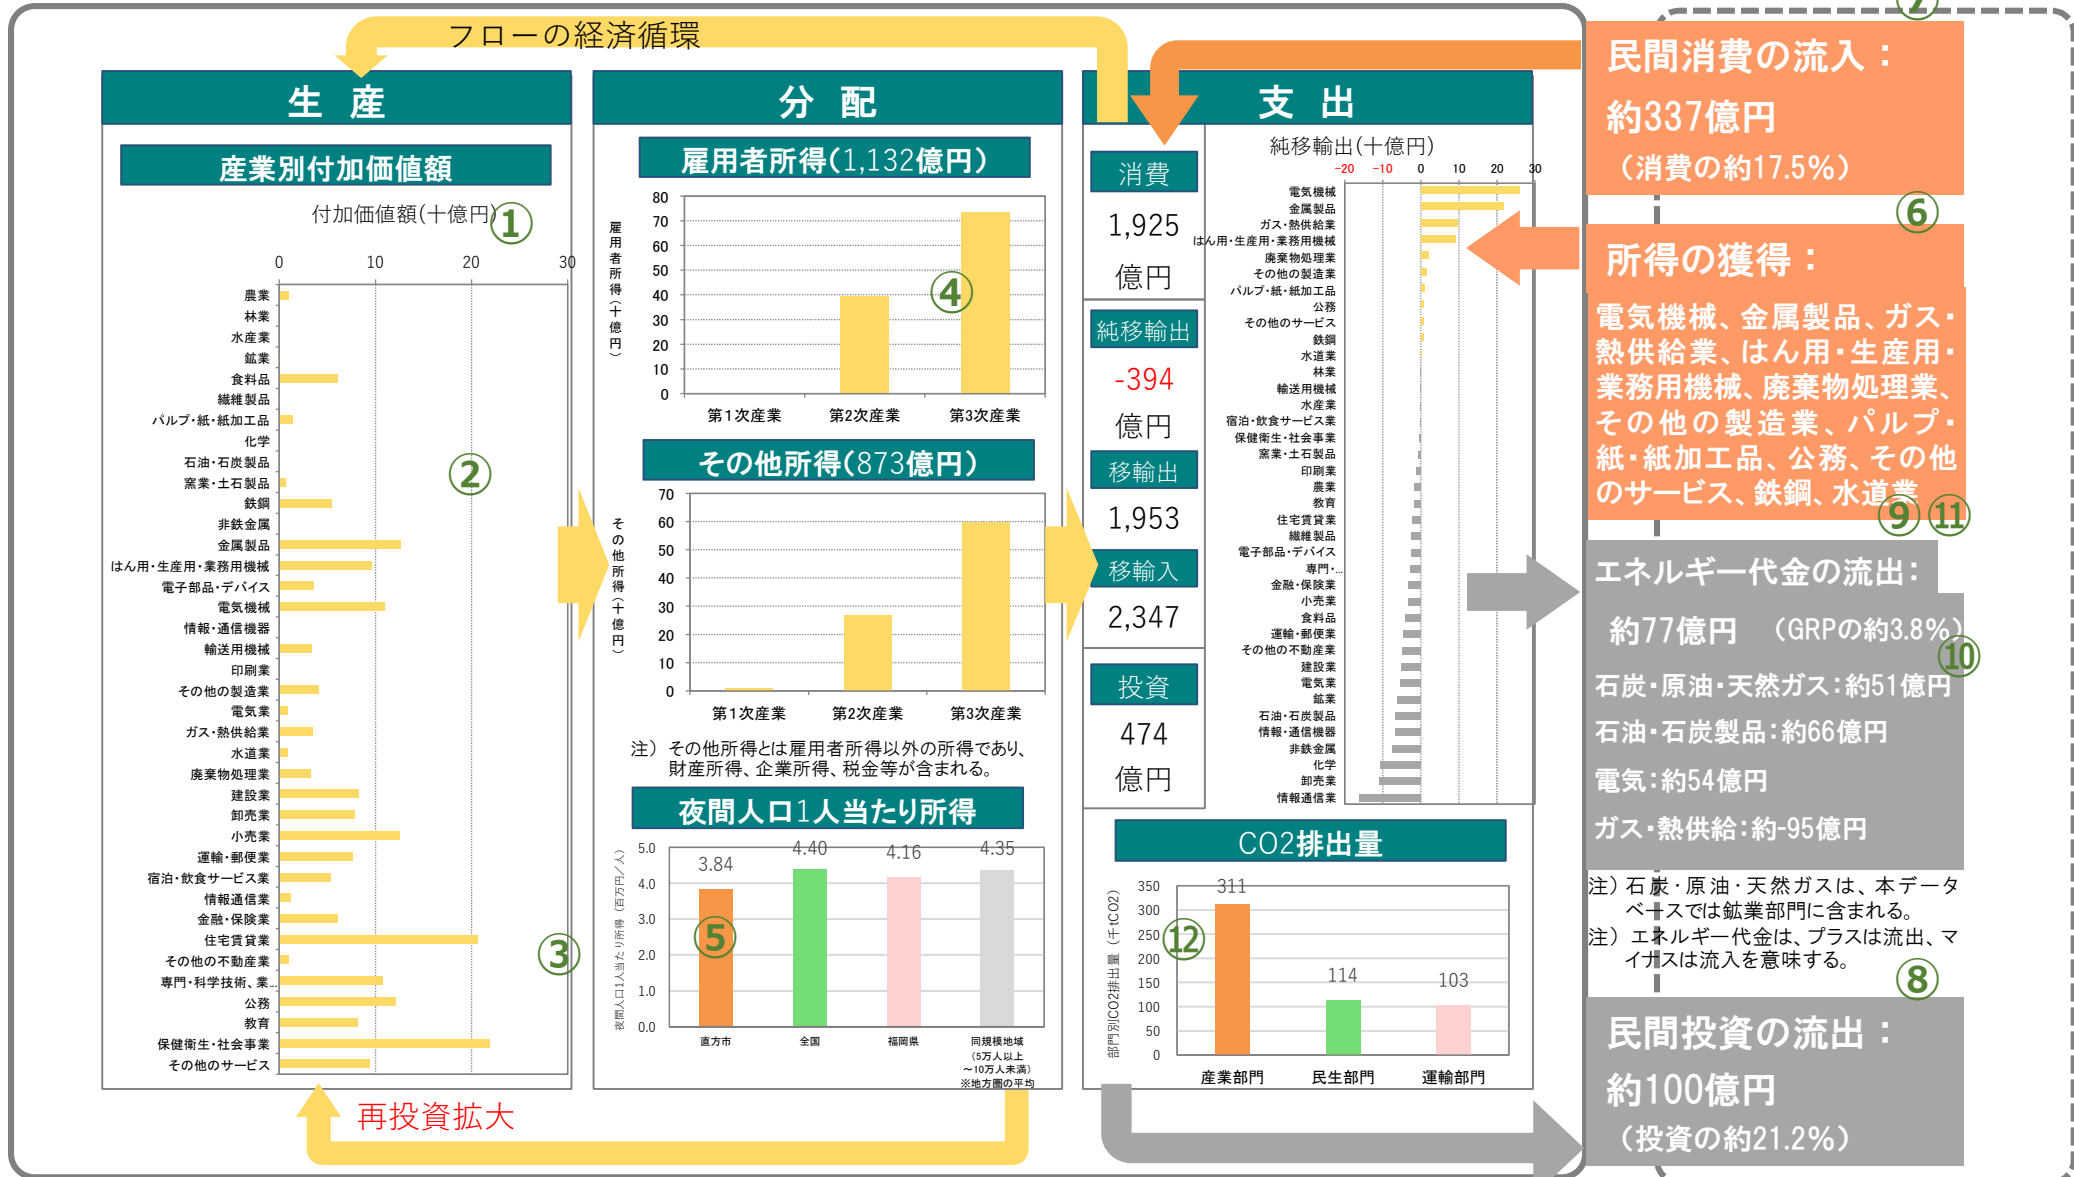 フローの経済循環
生 産
産業別付加価値額
付加価値額(十億円)
①
0 10 20 30
農業
林業
水産業
鉱業
食料品
繊維製品
パルプ・紙・紙加工品
化学
石油・石炭製品
②
窯業・土石製品
鉄鋼
非鉄金属
金属製品
はん用・生産用・業務用機械
電子部品・デバイス
電気機械
情報・通信機器
輸送用機械
印刷業
その他の製造業
電気業
ガス・熱供給業
水道業
廃棄物処理業
建設業
卸売業
小売業
運輸・郵便業
宿泊・飲食サービス業
情報通信業
金融・保険業
住宅賃貸業
③
その他の不動産業
専門・科学技術、業…
公務
教育
保健衛生・社会事業
その他のサービス
再投資拡大
分 配
雇用者所得(1,132億円)
雇用者所得(十億円)
80
70
60
50
40
30
20
10
0
④
第1次産業 第2次産業 第3次産業
その他所得(873億円)
その他所得(十億円)
70
60
50
40
30
20
10
0
第1次産業 第2次産業 第3次産業
注) その他所得とは雇用者所得以外の所得であり、
財産所得、企業所得、税金等が含まれる。
夜間人口1人当たり所得
夜間人口1人当たり所得(百万円/人)
5.0
4.0
3.0
2.0
1.0
0.0
3.84 4.40 4.16 4.35
⑤
直方市 全国 福岡県 同規模地域
(5万人以上
~10万人未満)
※地方圏の平均
支 出
消費
1,925
億円
純移輸出
-394
億円
移輸出
1,953
移輸入
2,347
投資
474
億円
純移輸出(十億円)
-20 -10 0 10 20 30
電気機械
金属製品
ガス・熱供給業
はん用・生産用・業務用機械
廃棄物処理業
その他の製造業
パルプ・紙・紙加工品
公務
その他のサービス
鉄鋼
水道業
林業
輸送用機械
水産業
宿泊・飲食サービス業
保健衛生・社会事業
窯業・土石製品
印刷業
農業
教育
住宅賃貸業
繊維製品
電子部品・デバイス
専門・…
金融・保険業
小売業
食料品
運輸・郵便業
その他の不動産業
建設業
電気業
鉱業
石油・石炭製品
情報・通信機器
非鉄金属
化学
卸売業
情報通信業
CO2排出量
部門別CO2排出量(千tCO2)
350
300
250
200
150
100
50
0
311 114 103
⑫
産業部門 民生部門 運輸部門
⑦
民間消費の流入:
約337億円
(消費の約17.5%)
⑥
所得の獲得:
電気機械、金属製品、ガス・
熱供給業、はん用・生産用・
業務用機械、廃棄物処理業、
その他の製造業、パルプ・
紙・紙加工品、公務、その他
のサービス、鉄鋼、水道業
⑨ ⑪
エネルギー代金の流出:
約77億円 (GRPの約3.8%)
⑩
石炭・原油・天然ガス:約51億円
石油・石炭製品:約66億円
電気:約54億円
ガス・熱供給:約-95億円
注) 石炭・原油・天然ガスは、本データ
ベースでは鉱業部門に含まれる。
注) エネルギー代金は、プラスは流出、マ
イナスは流入を意味する。
⑧
民間投資の流出:
約100億円
(投資の約21.2%)